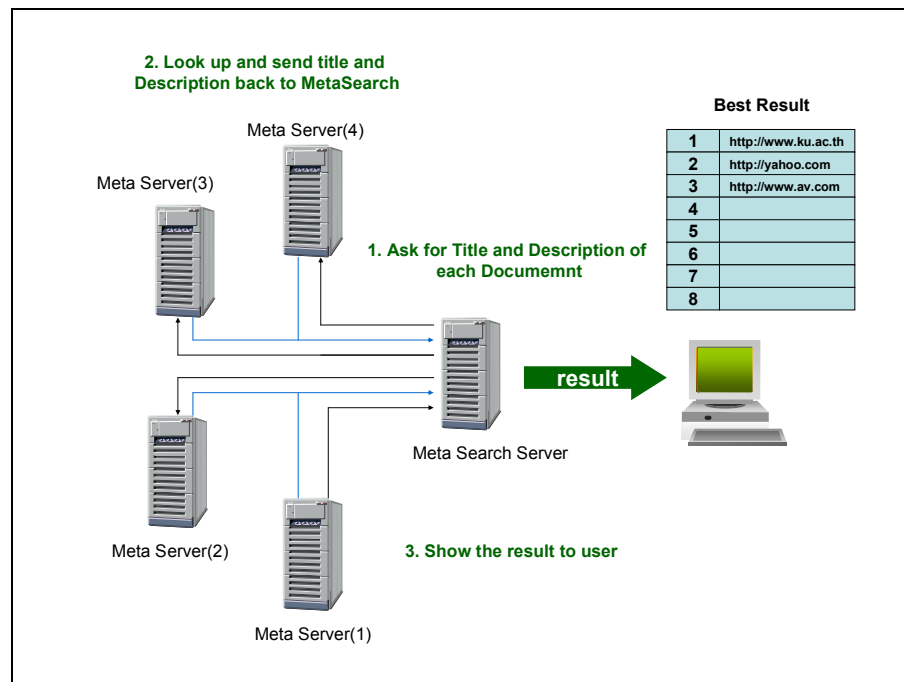 2. Look up and send title and
Description back to MetaSearch
Meta Server(4)
Meta Server(3)
Best Result
1 http://www.ku.ac.th
2 http://yahoo.com
3 http://www.av.com
4
5
6
7
8
1. Ask for Title and Description of
each Documemnt
result
Meta Search Server
Meta Server(2)
3. Show the result to user
Meta Server(1)